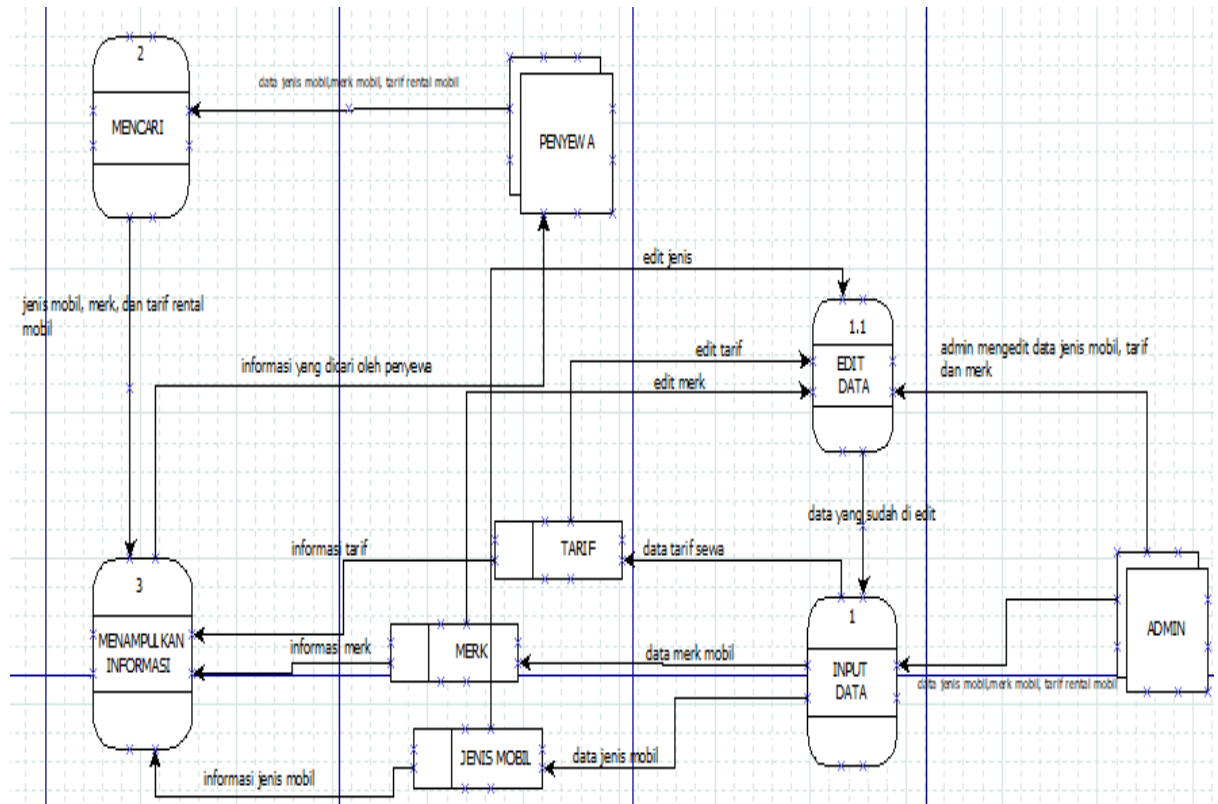 2
MENCARI
data jenis mobil,merk mobil, tarif rental mobil
PENYEWA
edit jenis
jenis mobil, merk, dan tarif rental
mobil
1.1
EDIT
DATA
admin mengedit data jenis mobil, tarif
dan merk
edit tarif
informasi yang dicari oleh penyewa
edit merk
data yang sudah di edit
informasi tarif
TARIF
data tarif sewa
3
MENAMPULKAN
INFORMASI
informasi merk
MERK
data merk mobil
1
INPUT
DATA
ADMIN
data jenis mobil,merk mobil, tarif rental mobil
JENIS MOBIL
data jenis mobil
informasi jenis mobil